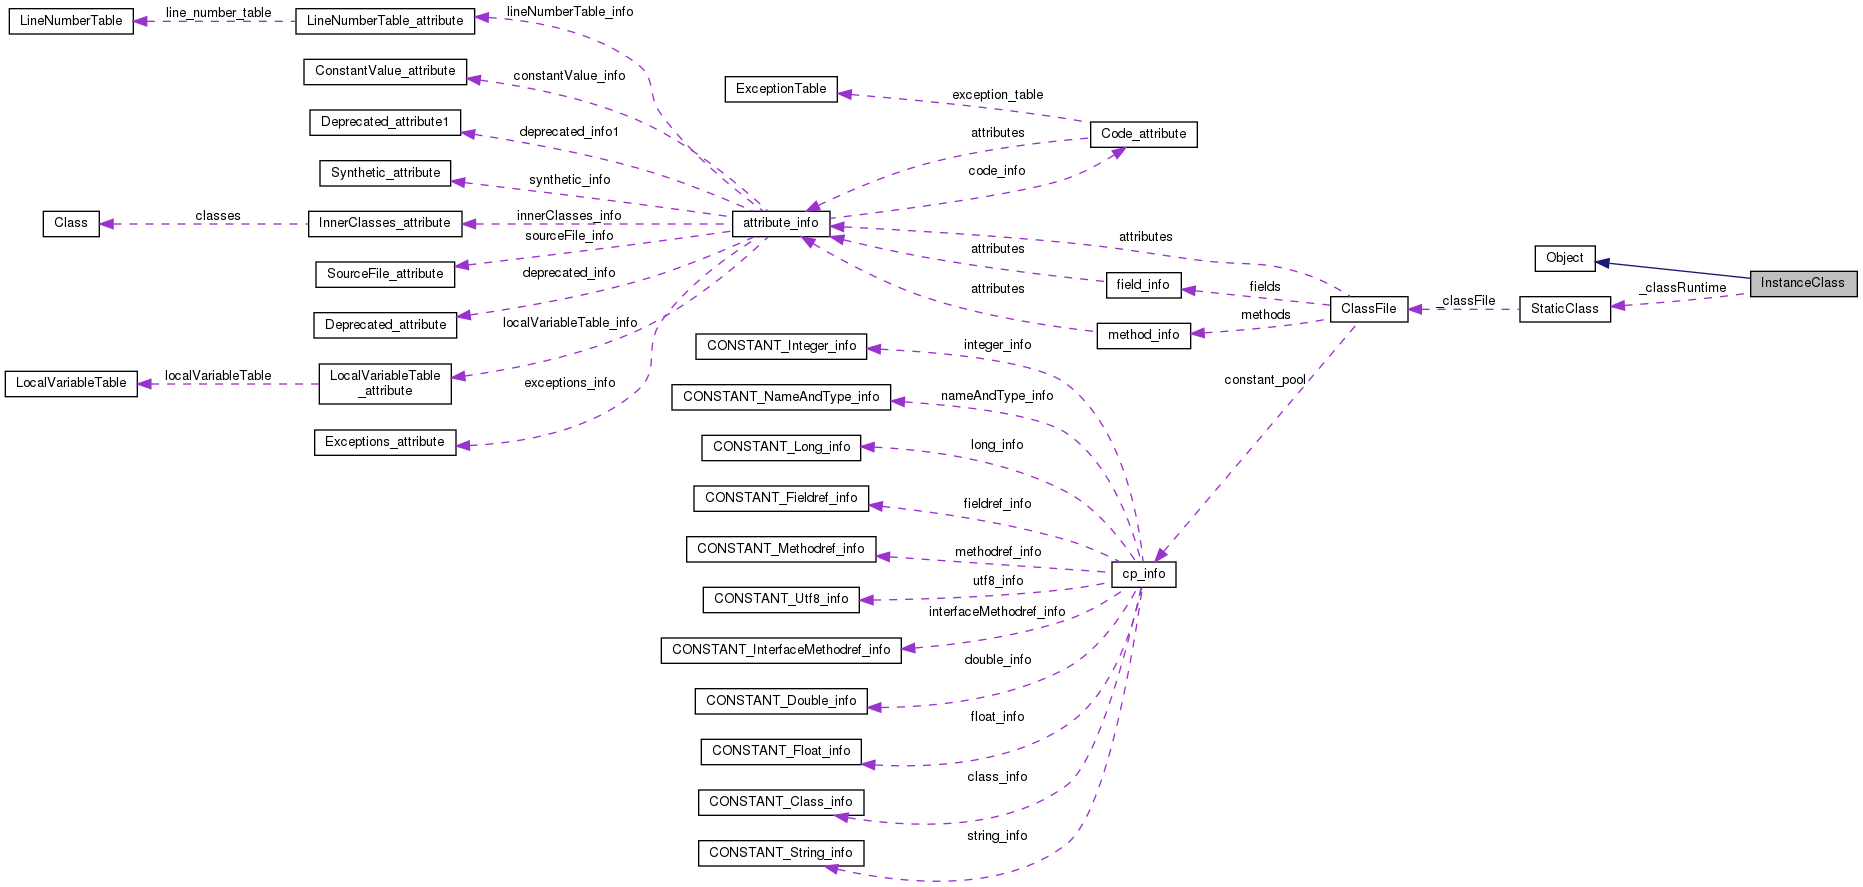 LineNumberTable
line_number_table
LineNumberTable_attribute
lineNumberTable_info
ConstantValue_attribute
constantValue_info
ExceptionTable
exception_table
Deprecated_attribute1
deprecated_info1
attributes
Code_attribute
Synthetic_attribute
synthetic_info
code_info
Class
classes
InnerClasses_attribute
innerClasses_info
attribute_info
sourceFile_info
attributes
attributes
SourceFile_attribute
deprecated_info
field_info
fields
Object
InstanceClass
_classRuntime
attributes
methods
ClassFile
_classFile
StaticClass
Deprecated_attribute
localVariableTable_info
method_info
CONSTANT_Integer_info
integer_info
LocalVariableTable
localVariableTable
LocalVariableTable
_attribute
exceptions_info
constant_pool
CONSTANT_NameAndType_info
nameAndType_info
Exceptions_attribute
CONSTANT_Long_info
long_info
CONSTANT_Fieldref_info
fieldref_info
CONSTANT_Methodref_info
methodref_info
cp_info
utf8_info
CONSTANT_Utf8_info
interfaceMethodref_info
CONSTANT_InterfaceMethodref_info
double_info
CONSTANT_Double_info
float_info
CONSTANT_Float_info
class_info
CONSTANT_Class_info
string_info
CONSTANT_String_info